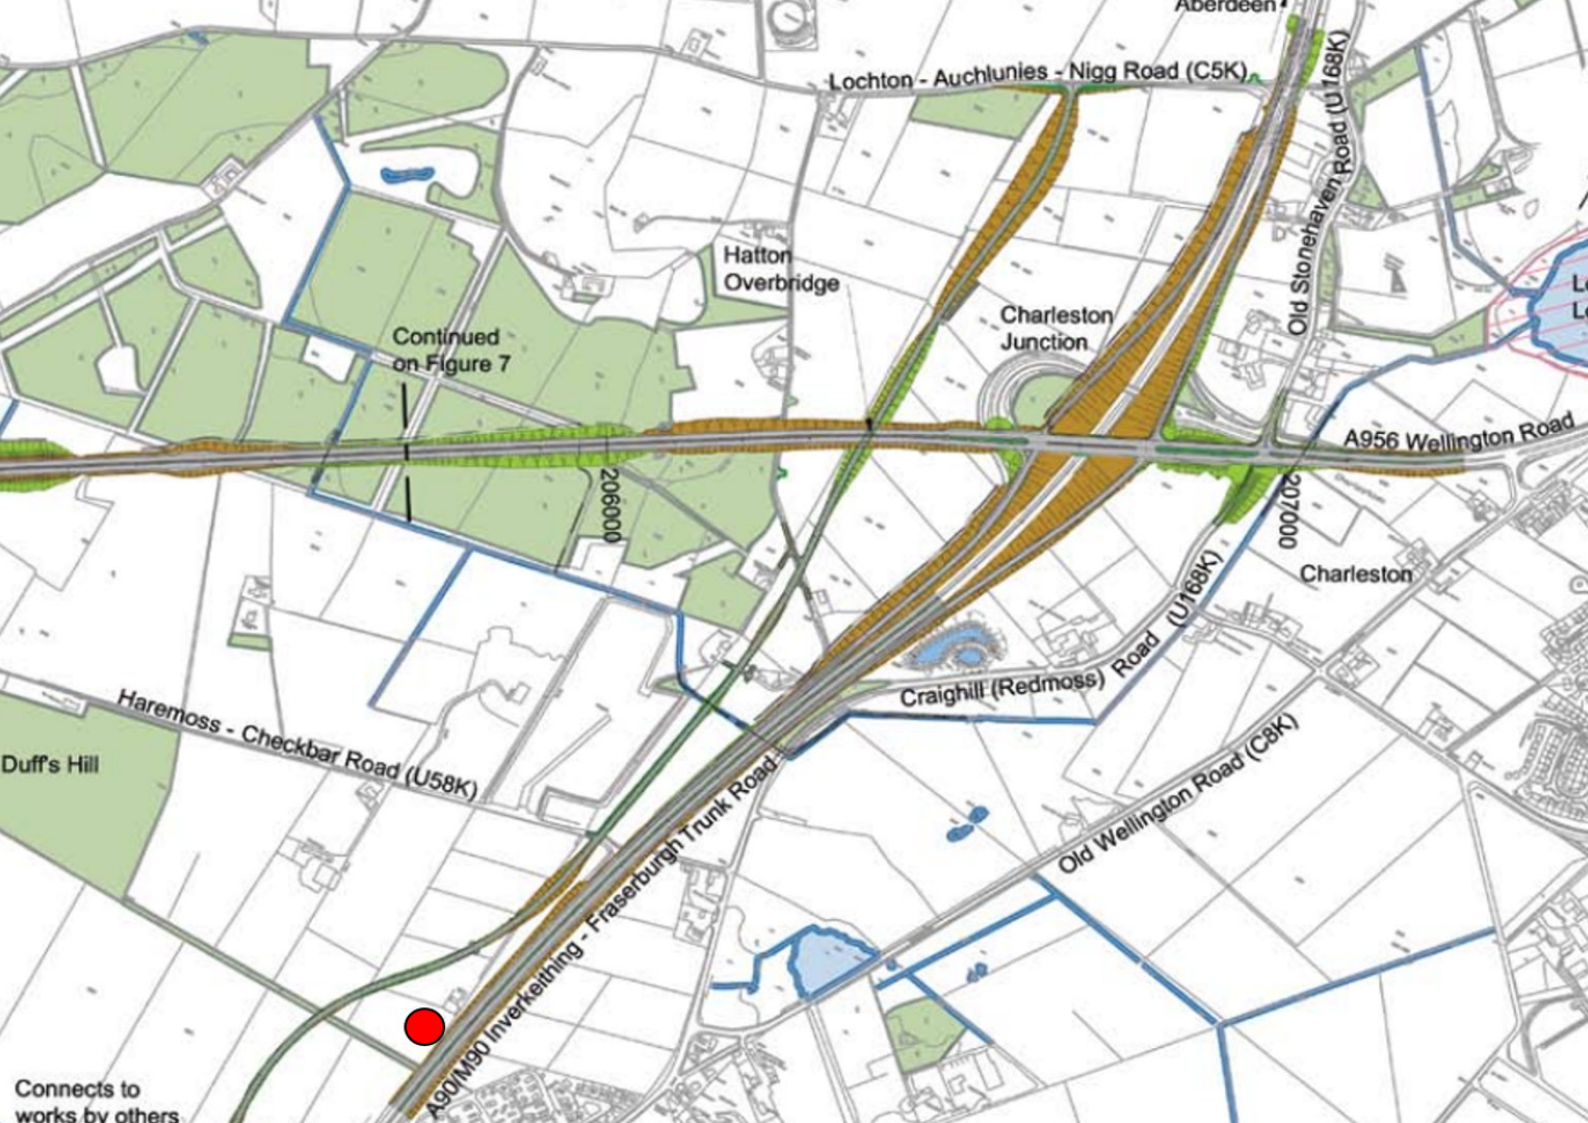 Aberdeen
Lochton - Auchlunies - Nigg Road (C5K)
Old Stonehaven Road (U168K)
Hatton
Overbridge
Charleston
Junction
Continued
on Figure 7
A956 Wellington Road
206000
207000
Charleston
Craighill (Redmoss) Road (U168K)
Haremoss - Checkbar Road (U58K)
Duff's Hill
Old Wellington Road (C8K)
A90/M90 Inverkeithing - Fraserburgh Trunk Road
Connects to
works by others